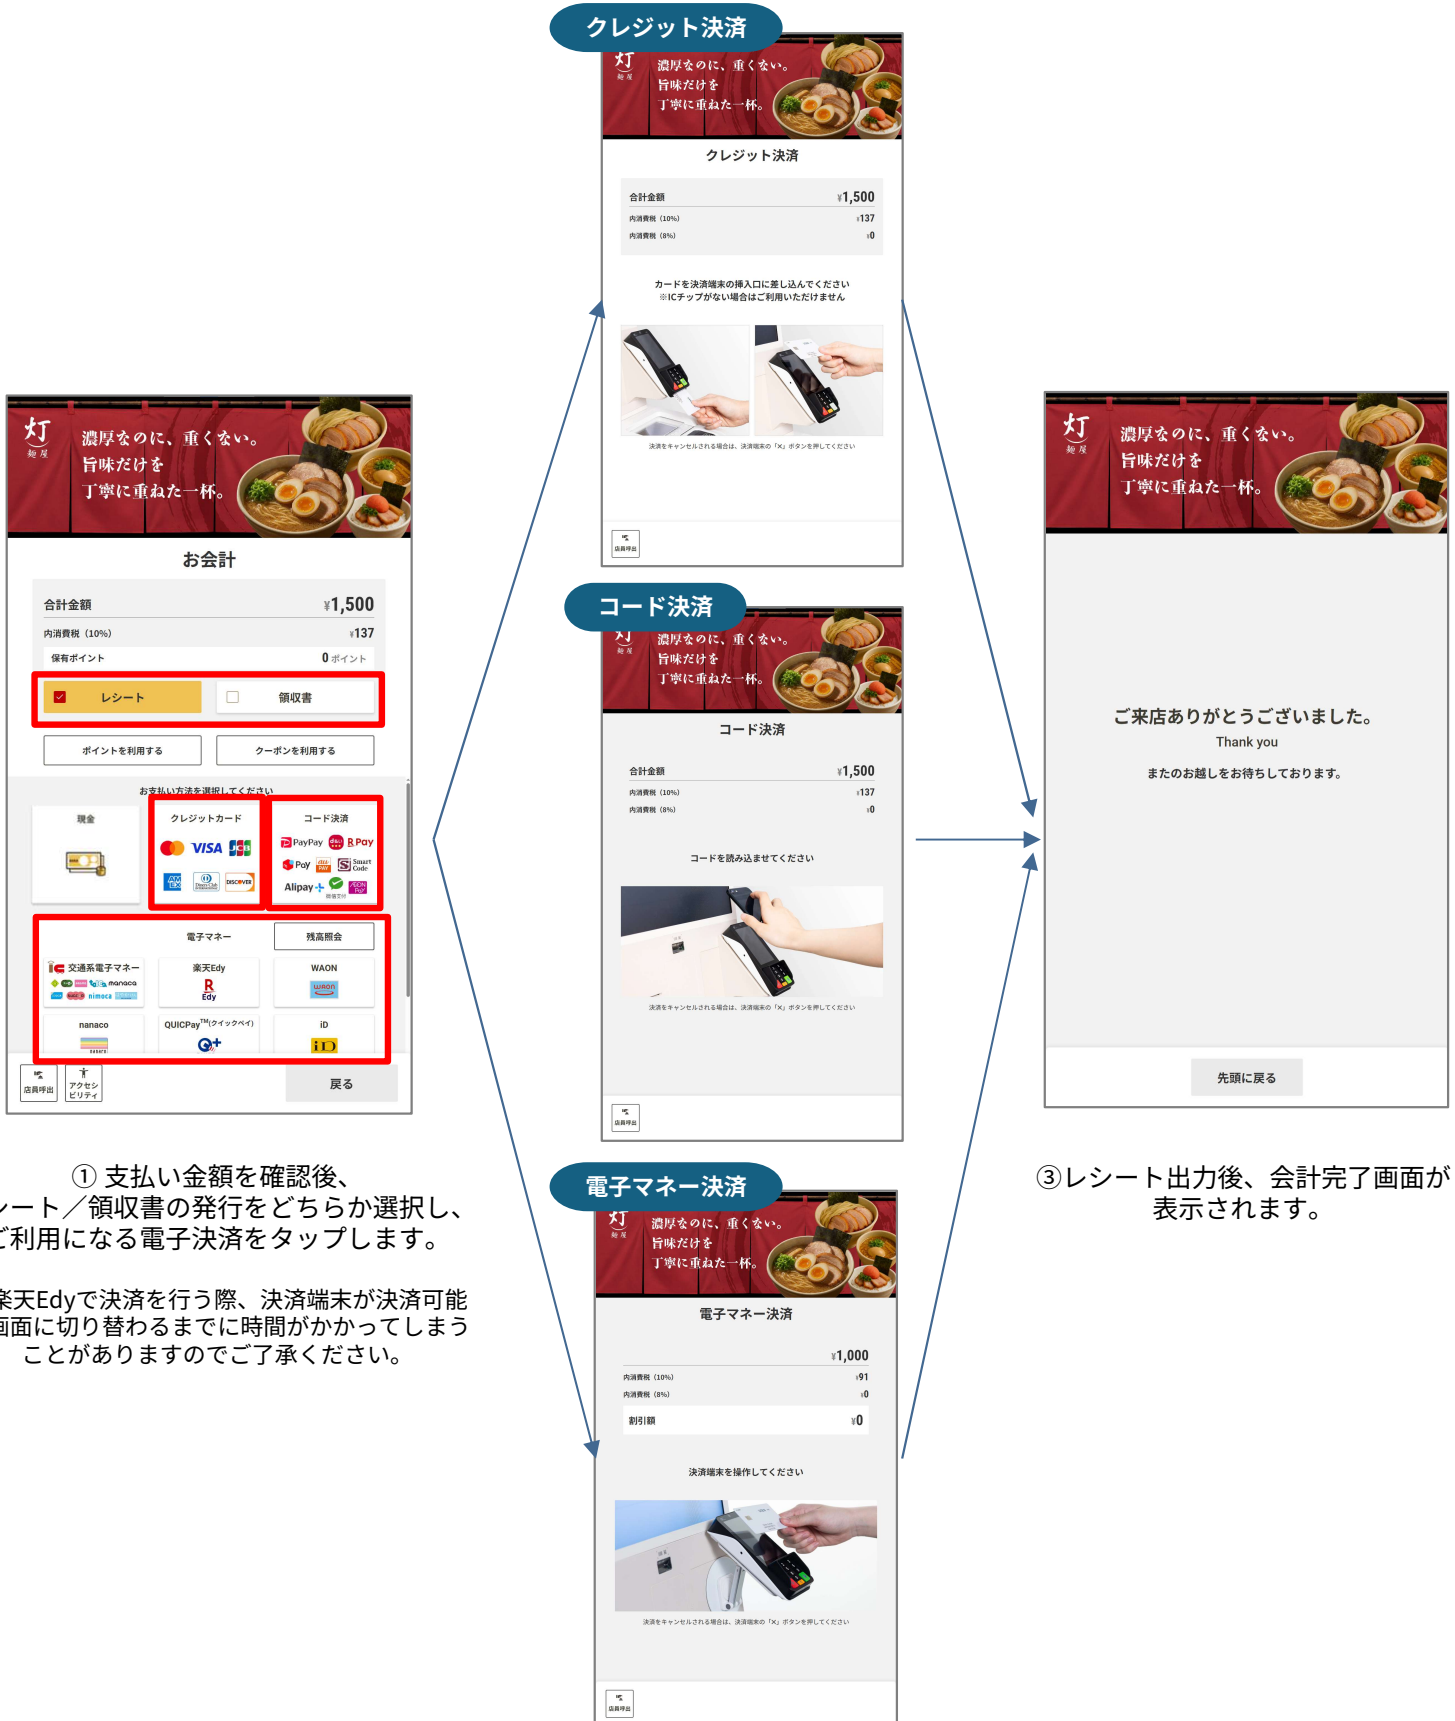 クレジット決済
灯
麺屋
濃厚なのに、重くない。
旨味だけを
丁寧に重ねた一杯。
クレジット決済
合計金額 ¥1,500
内消費税（10%） ¥137
内消費税（8%） ¥0
カードを決済端末の挿入口に差し込んでください
※ICチップがない場合はご利用いただけません
決済をキャンセルされる場合は、決済端末の「×」ボタンを押してください
店員呼出
灯
麺屋
濃厚なのに、重くない。
旨味だけを
丁寧に重ねた一杯。
お会計
合計金額 ¥1,500
内消費税（10%） ¥137
保有ポイント 0 ポイント
レシート
領収書
ポイントを利用する
クーポンを利用する
お支払い方法を選択してください
現金
クレジットカード
VISA JCB
AMEX Diners Club DISCOVER
コード決済
PayPay d払い R Pay
Pay au PAY Smart Code
Alipay+ AEON Pay
電子マネー
残高照会
交通系電子マネー
manaca
nimoca
楽天Edy
R
Edy
WAON
WAON
nanaco
nanaco
QUICPay™(クイックペイ)
Q+
iD
iD
店員呼出
アクセシ
ビリティ
戻る
① 支払い金額を確認後、
シート／領収書の発行をどちらか選択し、
ご利用になる電子決済をタップします。
楽天Edyで決済を行う際、決済端末が決済可能
画面に切り替わるまでに時間がかかってしまう
ことがありますのでご了承ください。
コード決済
灯
麺屋
濃厚なのに、重くない。
旨味だけを
丁寧に重ねた一杯。
コード決済
合計金額 ¥1,500
内消費税（10%） ¥137
内消費税（8%） ¥0
コードを読み込ませてください
決済をキャンセルされる場合は、決済端末の「×」ボタンを押してください
店員呼出
電子マネー決済
灯
麺屋
濃厚なのに、重くない。
旨味だけを
丁寧に重ねた一杯。
電子マネー決済
¥1,000
内消費税（10%） ¥91
内消費税（8%） ¥0
割引額 ¥0
決済端末を操作してください
決済をキャンセルされる場合は、決済端末の「×」ボタンを押してください
店員呼出
灯
麺屋
濃厚なのに、重くない。
旨味だけを
丁寧に重ねた一杯。
ご来店ありがとうございました。
Thank you
またのお越しをお待ちしております。
先頭に戻る
③レシート出力後、会計完了画面が
表示されます。